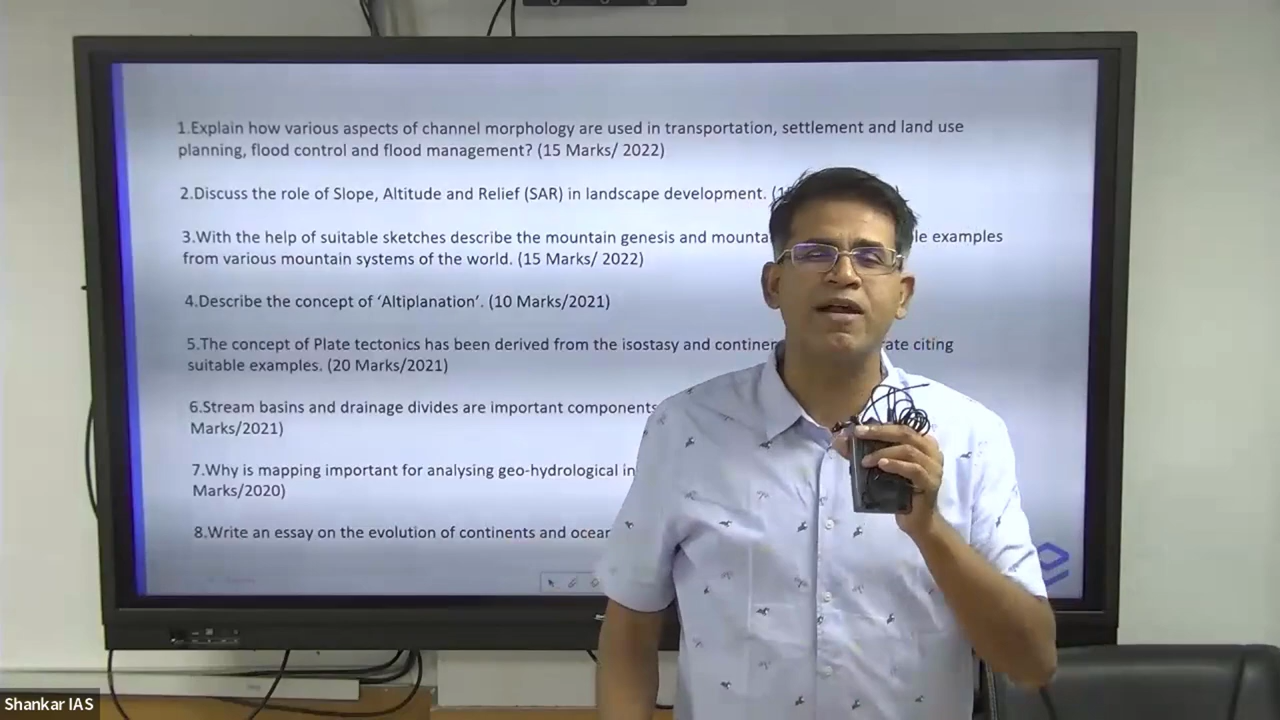 1.Explain how various aspects of channel morphology are used in transportation, settlement and land use
planning, flood control and flood management? (15 Marks/ 2022)
2.Discuss the role of Slope, Altitude and Relief (SAR) in landscape development.
3.With the help of suitable sketches describe the mountain genesis and examples
from various mountain systems of the world. (15 Marks/ 2022)
4.Describe the concept of ‘Altiplanation’. (10 Marks/2021)
5.The concept of Plate tectonics has been derived from the isostasy and citing
suitable examples. (20 Marks/2021)
6.Stream basins and drainage divides are important components
Marks/2021)
7.Why is mapping important for analysing geo-hydrological
Marks/2020)
8.Write an essay on the evolution of continents and
Shankar IAS